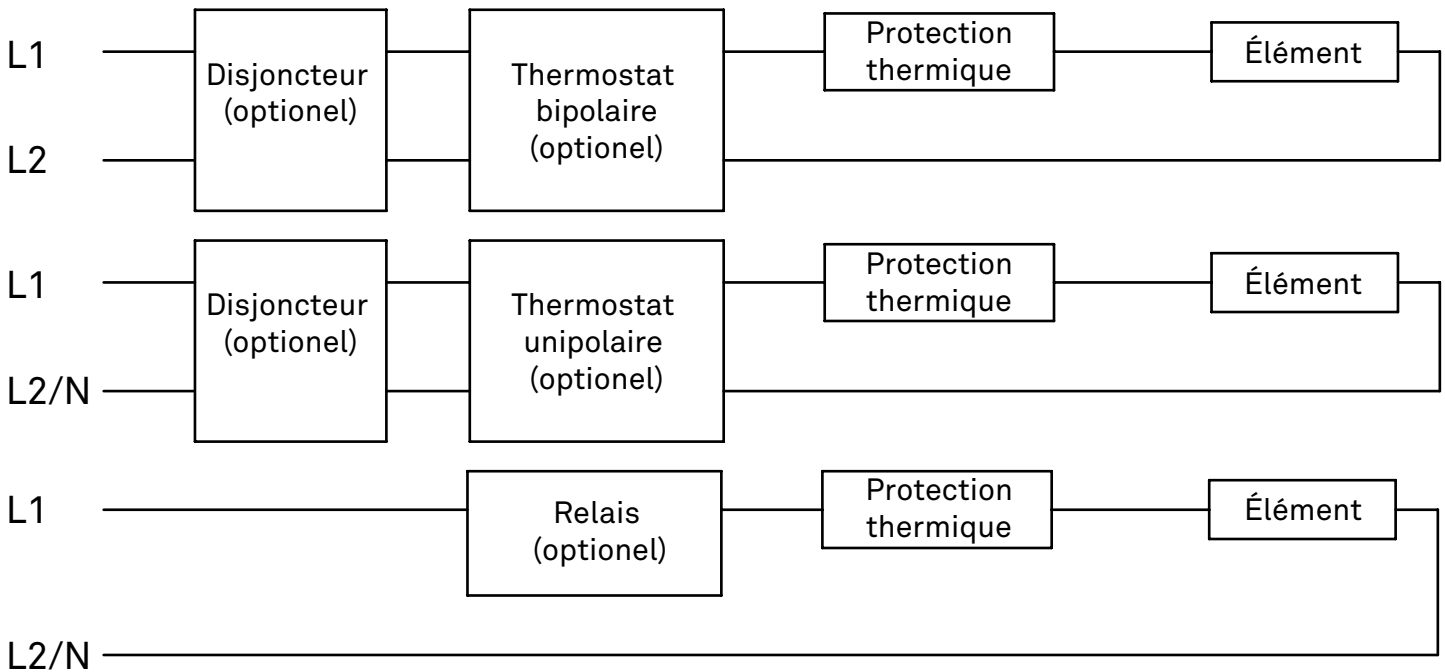 L1
Disjoncteur
(optionel)
Thermostat
bipolaire
(optionel)
Protection
thermique
Élément
L2
L1
Disjoncteur
(optionel)
Thermostat
unipolaire
(optionel)
Protection
thermique
Élément
L2/N
L1
Relais
(optionel)
Protection
thermique
Élément
L2/N